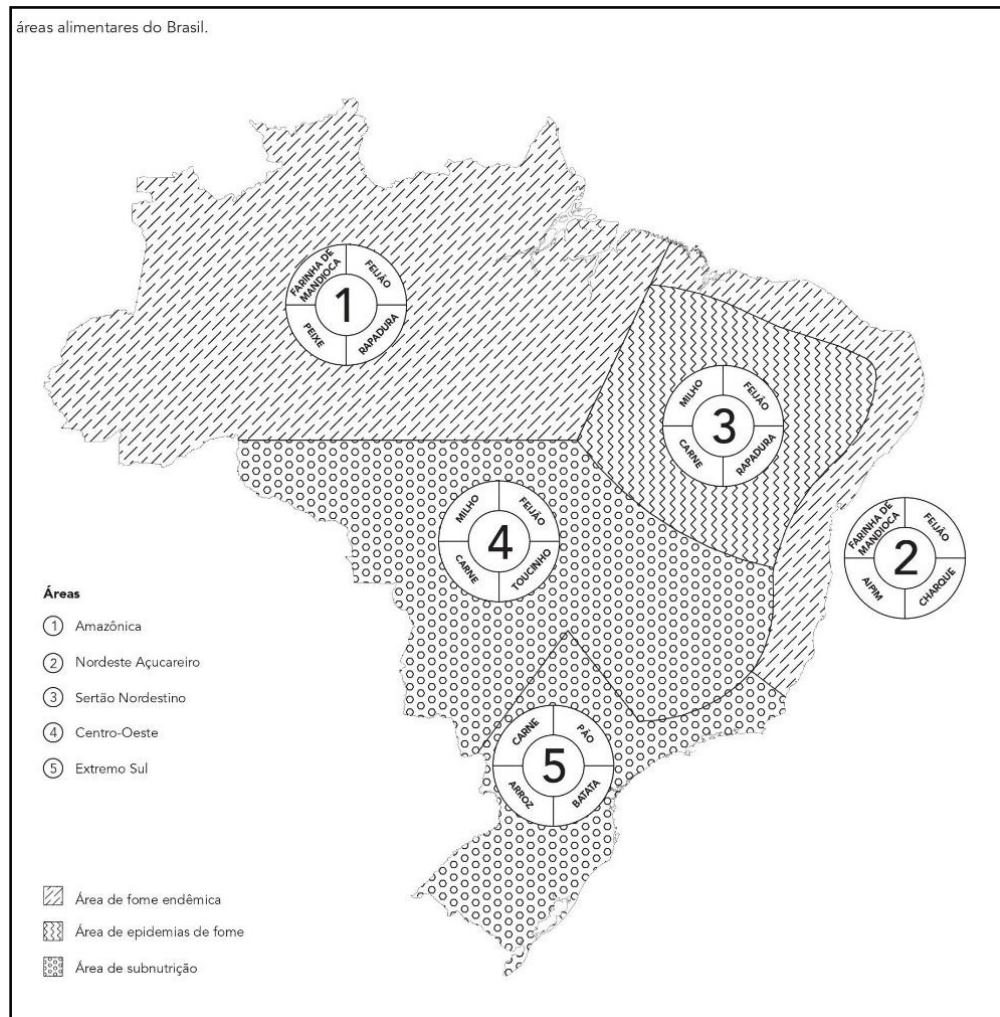 áreas alimentares do Brasil.
FARINHA DE
MANDIOCA
FEIJÃO
1
PEIXE
RAPADURA
MILHO
FEIJÃO
3
CARNE
RAPADURA
MILHO
FEIJÃO
4
CARNE
TOUCINHO
FARINHA DE
MANDIOCA
FEIJÃO
2
AIPIM
CHARQUE
CARNE
PÃO
5
ARROZ
BATATA
Áreas
1 Amazônica
2 Nordeste Açucareiro
3 Sertão Nordestino
4 Centro-Oeste
5 Extremo Sul
Área de fome endêmica
Área de epidemias de fome
Área de subnutrição